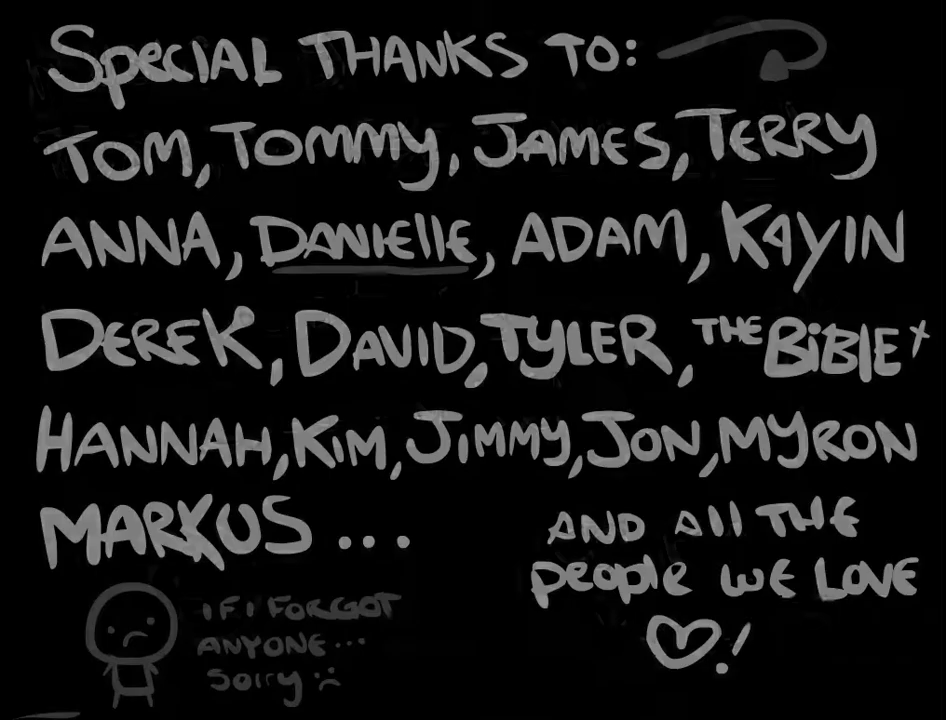 SPECIAL THANKS TO:
TOM, TOMMY, JAMES, TERRY
ANNA, DANIElle, ADAM, KAYIN
DEREK, DAVID, TYLER, THE BiBLE
HANNAH, KiM, JiMMY, JON, MYRON
MARKUS ...
AND All THE
people WE LOVE
!
iF i FORGOT
ANYONE...
Sorry :(